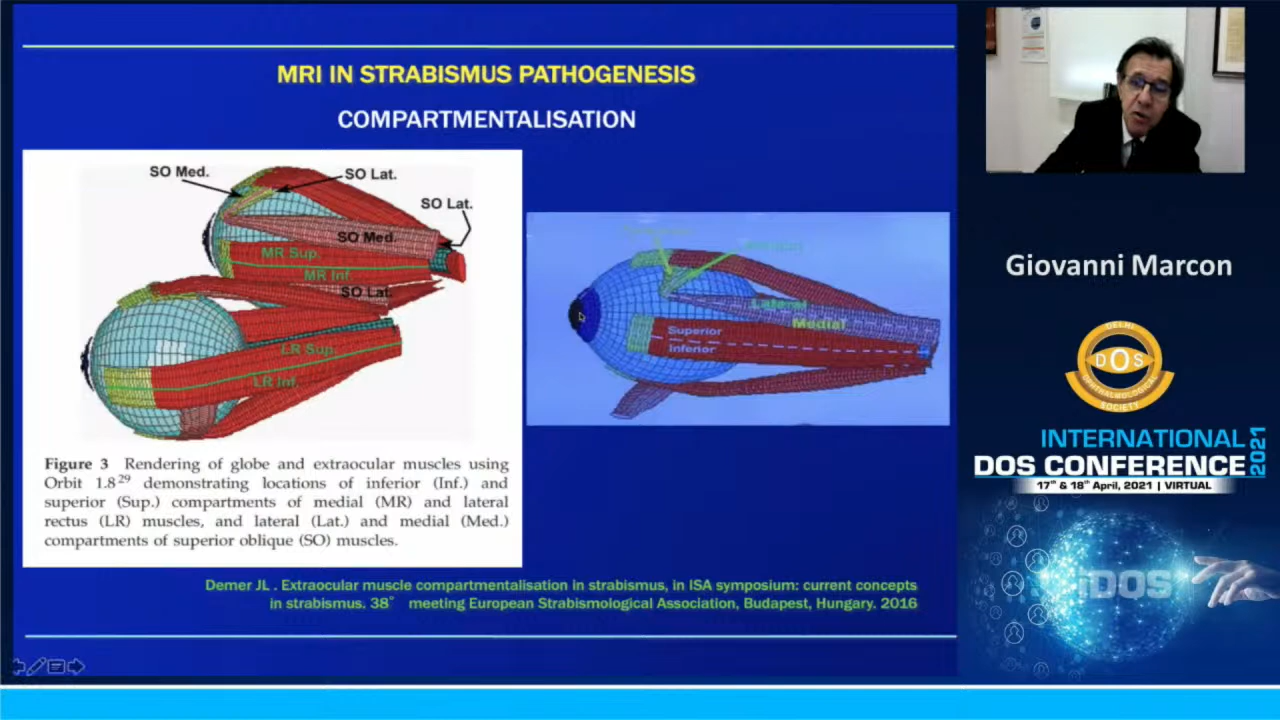 MRI IN STRABISMUS PATHOGENESIS
COMPARTMENTALISATION
SO Med.
SO Lat.
SO Lat.
SO Med.
MR Sup.
MR Inf.
SO Lat.
LR Sup.
LR Inf.
Figure 3 Rendering of globe and extraocular muscles using
Orbit 1.8²⁹ demonstrating locations of inferior (Inf.) and
superior (Sup.) compartments of medial (MR) and lateral
rectus (LR) muscles, and lateral (Lat.) and medial (Med.)
compartments of superior oblique (SO) muscles.
Lateral
Medial
Superior
Inferior
Demer JL . Extraocular muscle compartmentalisation in strabismus, in ISA symposium: current concepts
in strabismus. 38° meeting European Strabismological Association, Budapest, Hungary. 2016
Giovanni Marcon
DELHI
DOS
OPHTHALMOLOGICAL
SOCIETY
INTERNATIONAL
DOS CONFERENCE
2021
17th & 18th April, 2021 | VIRTUAL
iDOS